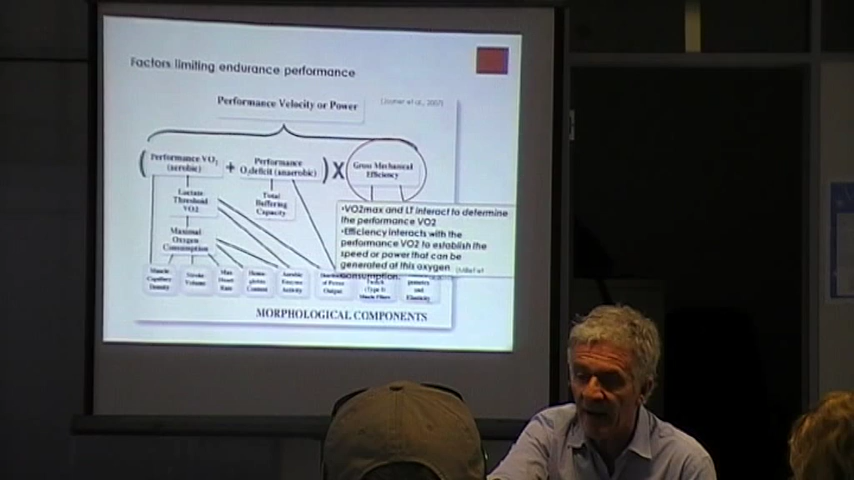 Factors limiting endurance performance
Performance Velocity or Power
(Joyner et al., 2007)
( Performance VO2 (aerobic) + Performance O2deficit (anaerobic) ) X Gross Mechanical Efficiency
Lactate
Threshold
VO2
Total
Buffering
Capacity
Maximal
Oxygen
Consumption
•VO2max and LT interact to determine
the performance VO2
•Efficiency interacts with the
performance VO2 to establish the
speed or power that can be
generated at this oxygen
consumption.
Muscle
Capillary
Density
Stroke
Volume
Max
Heart
Rate
Hemo-
globin
Content
Aerobic
Enzyme
Activity
of Power
Output
Twitch
(Type I)
Muscle Fibers
and
Elasticity
MORPHOLOGICAL COMPONENTS